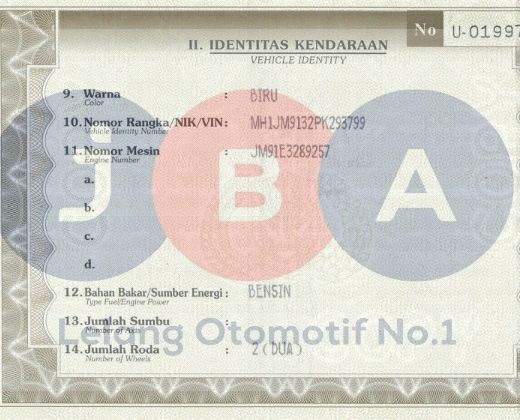 No U-01997
II. IDENTITAS KENDARAAN
VEHICLE IDENTITY
9. Warna : BIRU
Color
10. Nomor Rangka/NIK/VIN: MH1JM9132PK293799
Vehicle Identity Number
11. Nomor Mesin : JM91E3289257
Engine Number
a.
b.
c.
d.
j B A
12. Bahan Bakar/Sumber Energi : BENSIN
Type Fuel/Engine Power
13. Jumlah Sumbu :
Number of Axis
Lelang Otomotif No.1
14. Jumlah Roda : 2 (DUA)
Number of Wheels